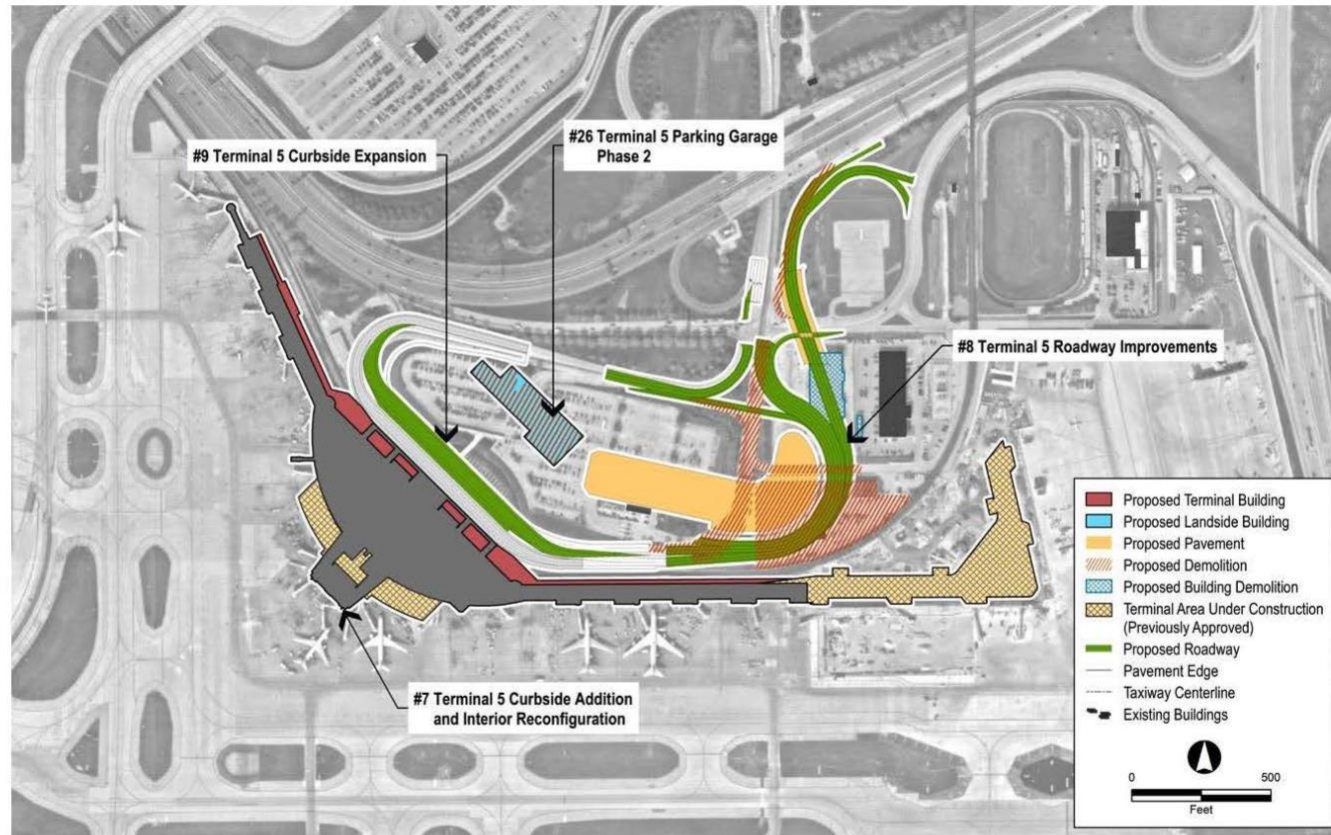 #26 Terminal 5 Parking Garage
Phase 2
#9 Terminal 5 Curbside Expansion
#8 Terminal 5 Roadway Improvements
#7 Terminal 5 Curbside Addition
and Interior Reconfiguration
Proposed Terminal Building
Proposed Landside Building
Proposed Pavement
Proposed Demolition
Proposed Building Demolition
Terminal Area Under Construction
(Previously Approved)
Proposed Roadway
Pavement Edge
Taxiway Centerline
Existing Buildings
0 500
Feet